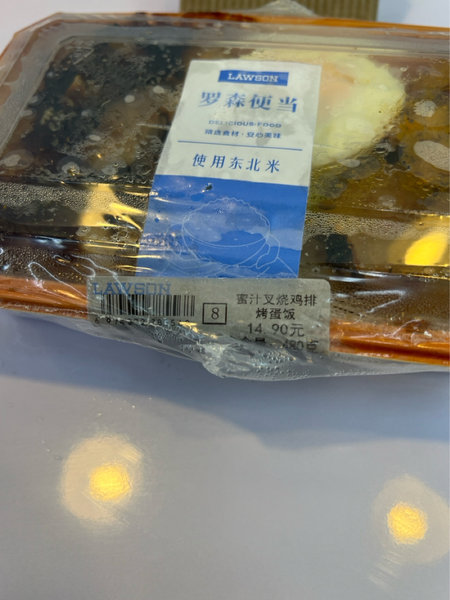 LAWSON
罗森便当
DELICIOUS FOOD
精选食材·安心美味
使用东北米
LAWSON
8
蜜汁叉烧鸡排
烤蛋饭
14.90元